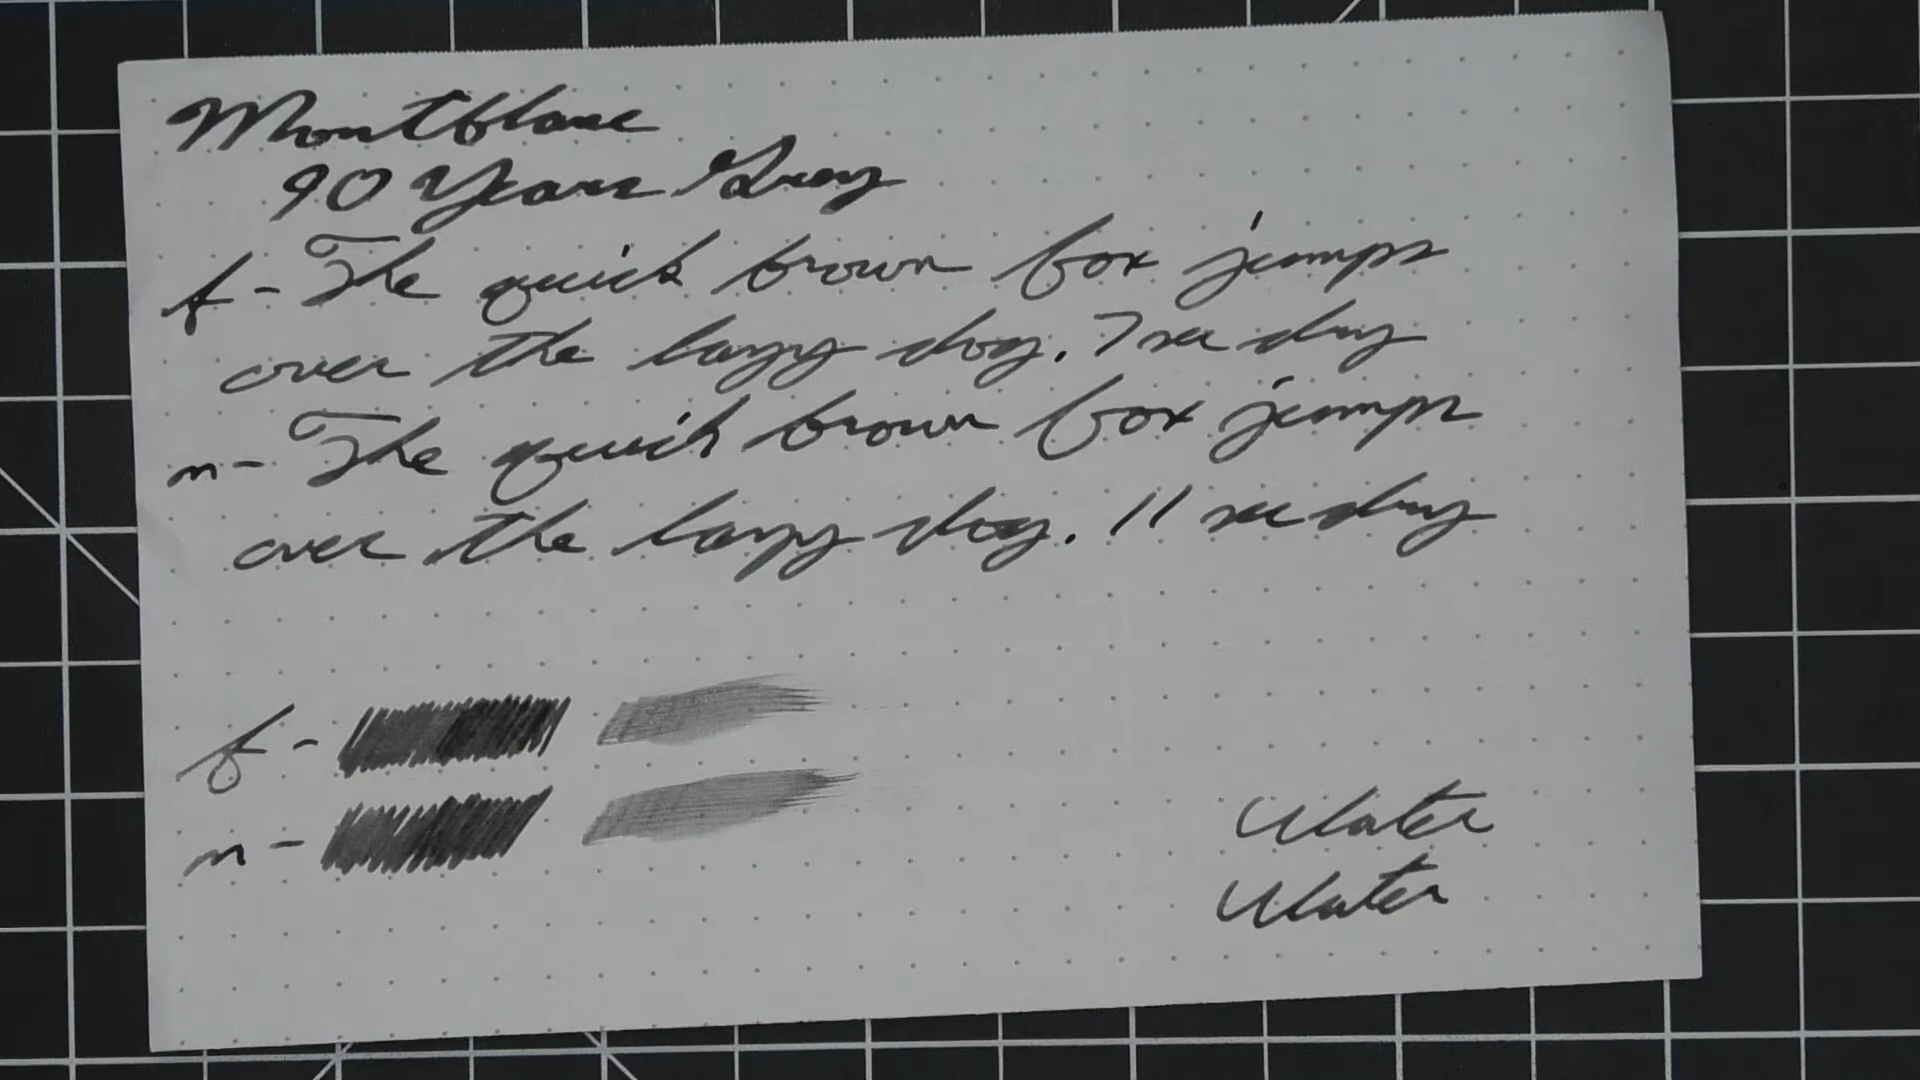 Montblanc
90 Years Grey
f - The quick brown fox jumps
over the lazy dog. 7 sec dry
m - The quick brown fox jumps
over the lazy dog. 11 sec dry
f -
m -
Water
Water